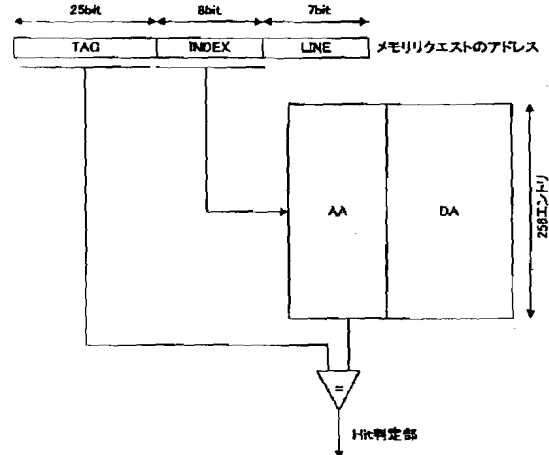 25bit 8bit 7bit
TAG INDEX LINE メモリリクエストのアドレス
AA DA
256エントリ
=
Hit判定部